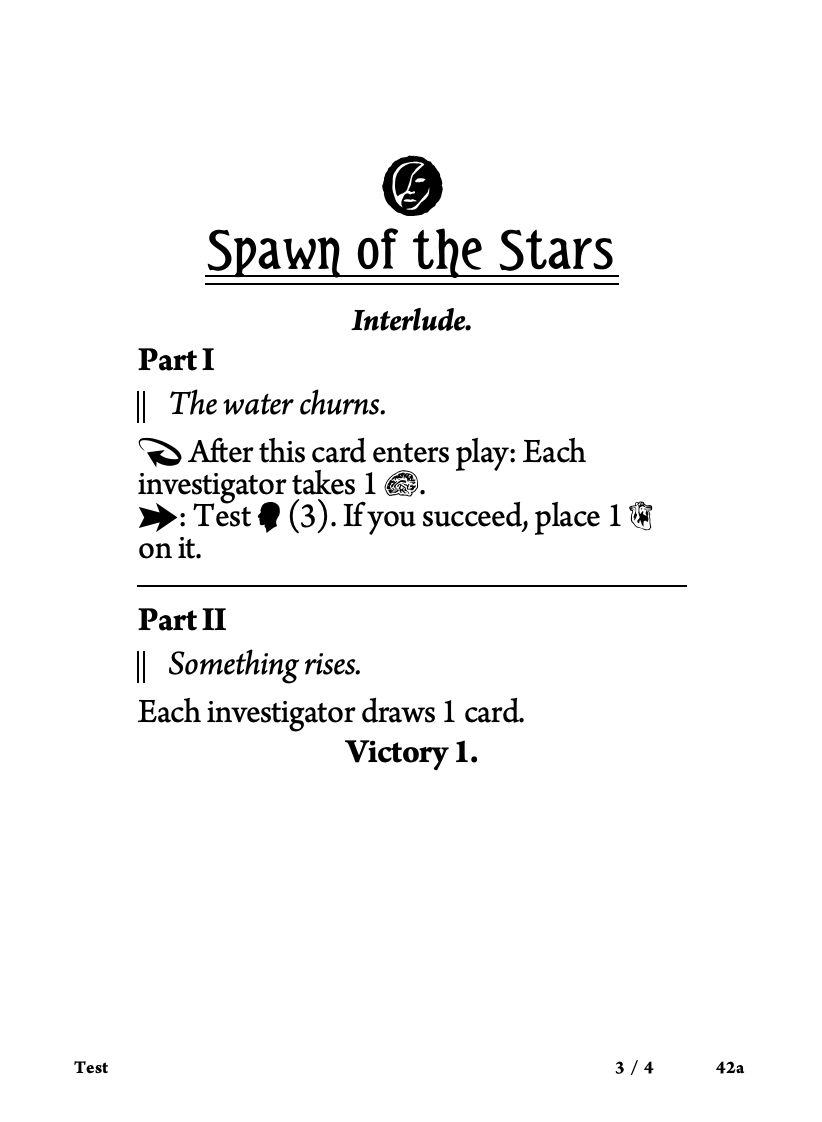 Spawn of the Stars
Interlude.
Part I
The water churns.
After this card enters play: Each
investigator takes 1 .
: Test (3). If you succeed, place 1
on it.
Part II
Something rises.
Each investigator draws 1 card.
Victory 1.
Test 3 / 4 42a